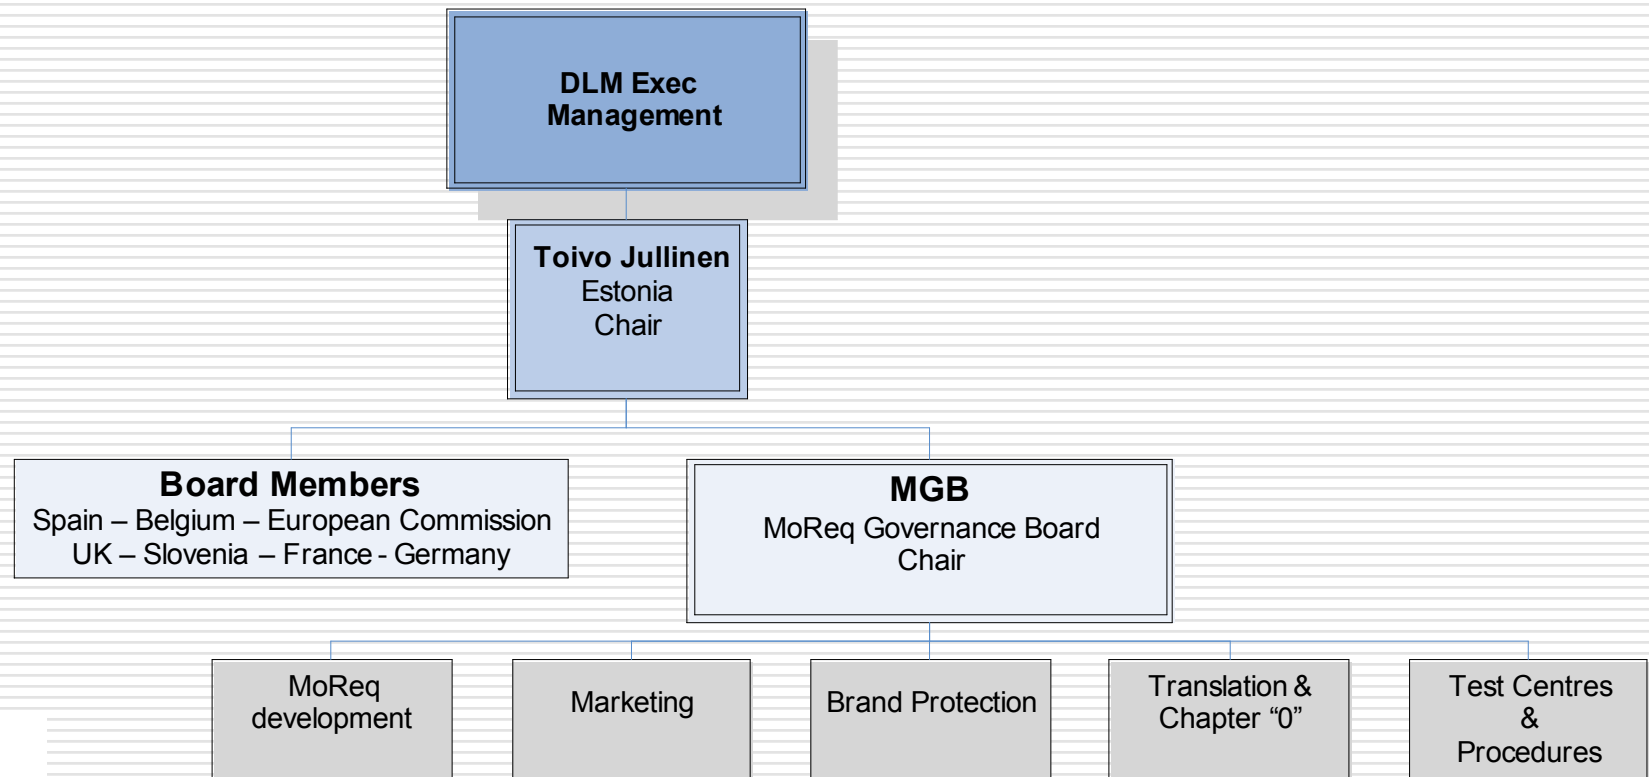 DLM Exec
Management
Toivo Jullinen
Estonia
Chair
Board Members
Spain – Belgium – European Commission
UK – Slovenia – France - Germany
MGB
MoReq Governance Board
Chair
MoReq
development
Marketing
Brand Protection
Translation &
Chapter “0”
Test Centres
&
Procedures